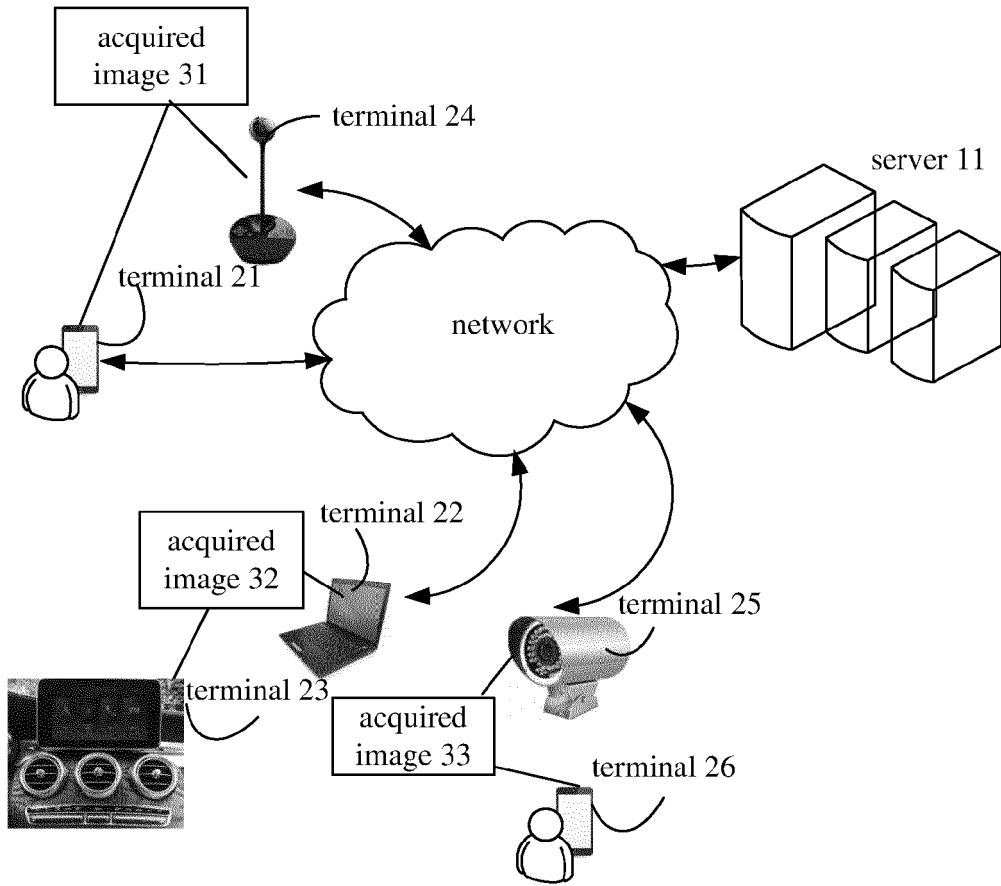 acquired
image 31
terminal 24
server 11
terminal 21
network
terminal 22
acquired
image 32
terminal 25
terminal 23
acquired
image 33
terminal 26